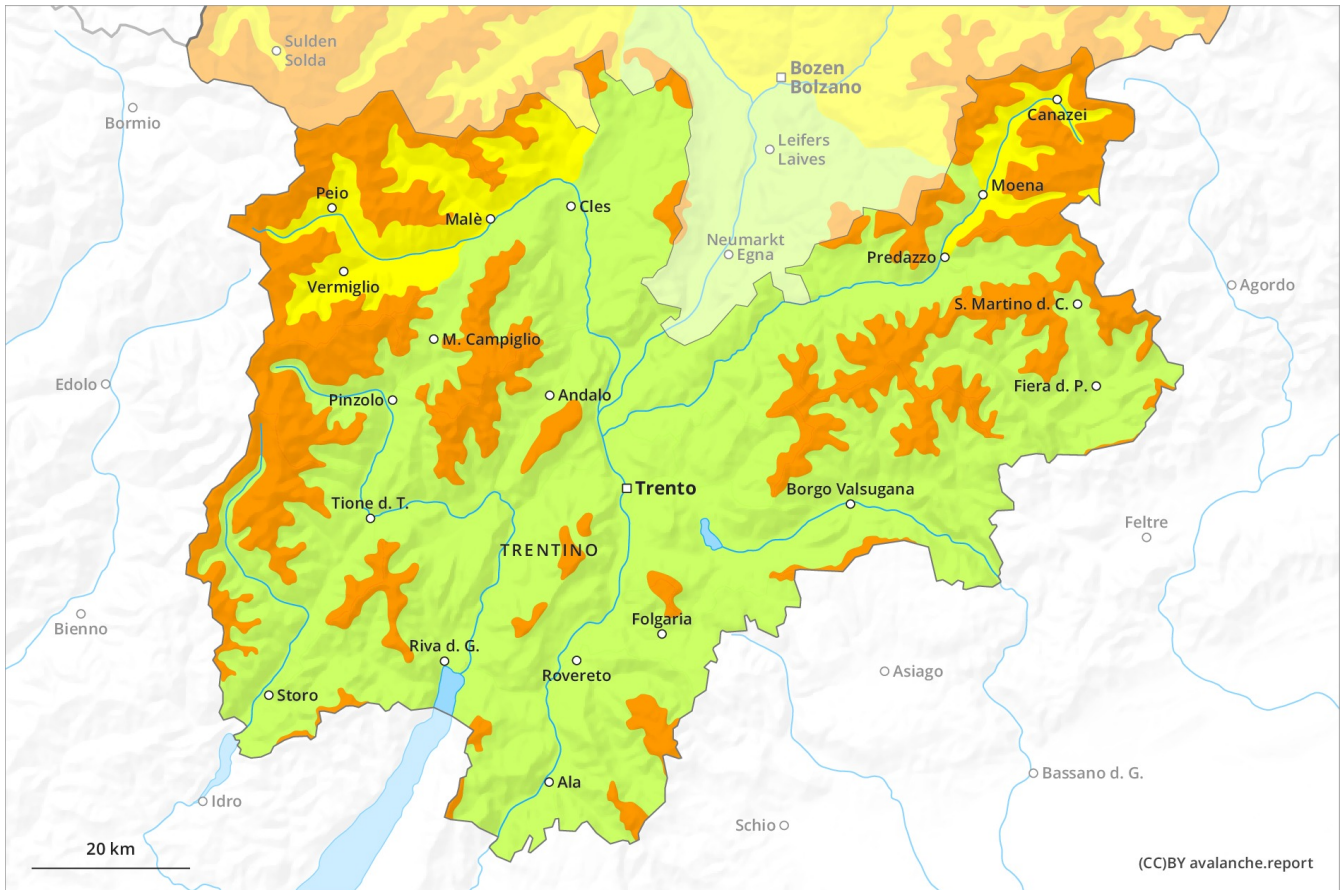 Sulden
Solda
Bozen
Bolzano
Bormio
Canazei
Leifers
Laives
Peio
Moena
Malè
Cles
Neumarkt
Egna
Predazzo
Vermiglio
Agordo
S. Martino d. C.
M. Campiglio
Edolo
Pinzolo
Andalo
Fiera d. P.
Trento
Borgo Valsugana
Tione d. T.
Feltre
TRENTINO
Bienno
Folgaria
Riva d. G.
Rovereto
Asiago
Storo
Ala
Bassano d. G.
Idro
Schio
20 km
(CC)BY avalanche.report